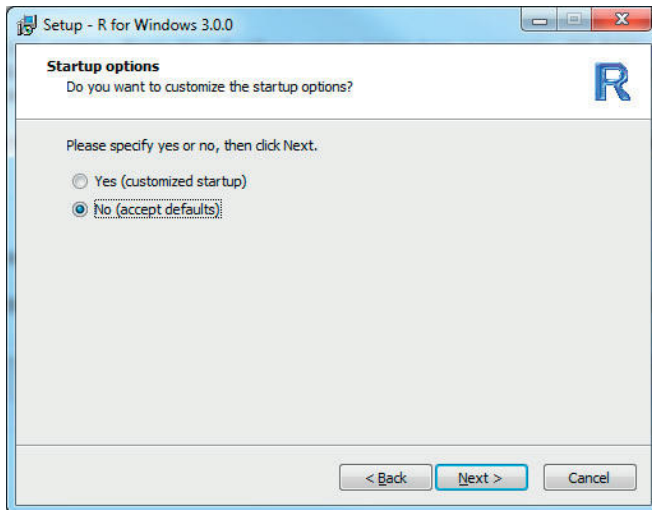 Setup - R for Windows 3.0.0
Startup options
Do you want to customize the startup options?
R
Please specify yes or no, then click Next.
Yes (customized startup)
No (accept defaults)
< Back Next > Cancel